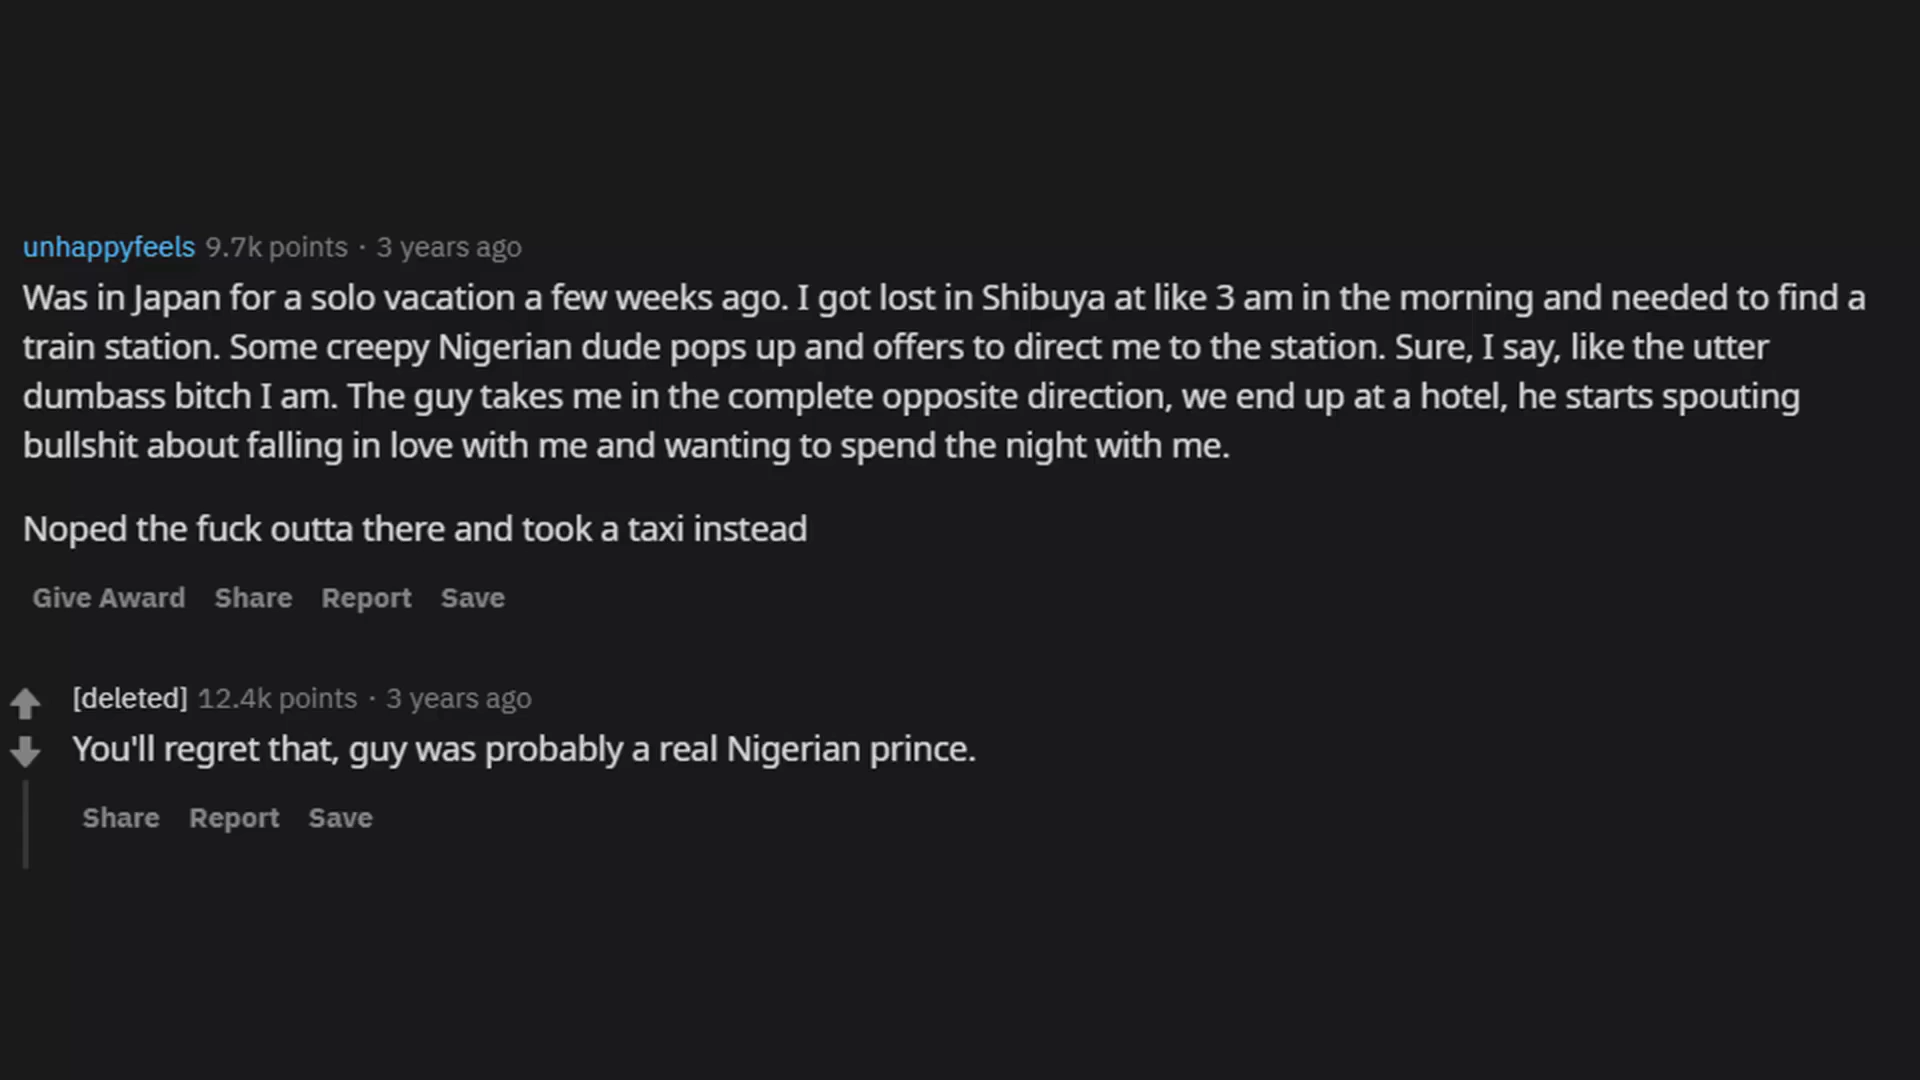 unhappyfeels 9.7k points · 3 years ago
Was in Japan for a solo vacation a few weeks ago. I got lost in Shibuya at like 3 am in the morning and needed to find a
train station. Some creepy Nigerian dude pops up and offers to direct me to the station. Sure, I say, like the utter
dumbass bitch I am. The guy takes me in the complete opposite direction, we end up at a hotel, he starts spouting
bullshit about falling in love with me and wanting to spend the night with me.
Noped the fuck outta there and took a taxi instead
Give Award Share Report Save
[deleted] 12.4k points · 3 years ago
You'll regret that, guy was probably a real Nigerian prince.
Share Report Save